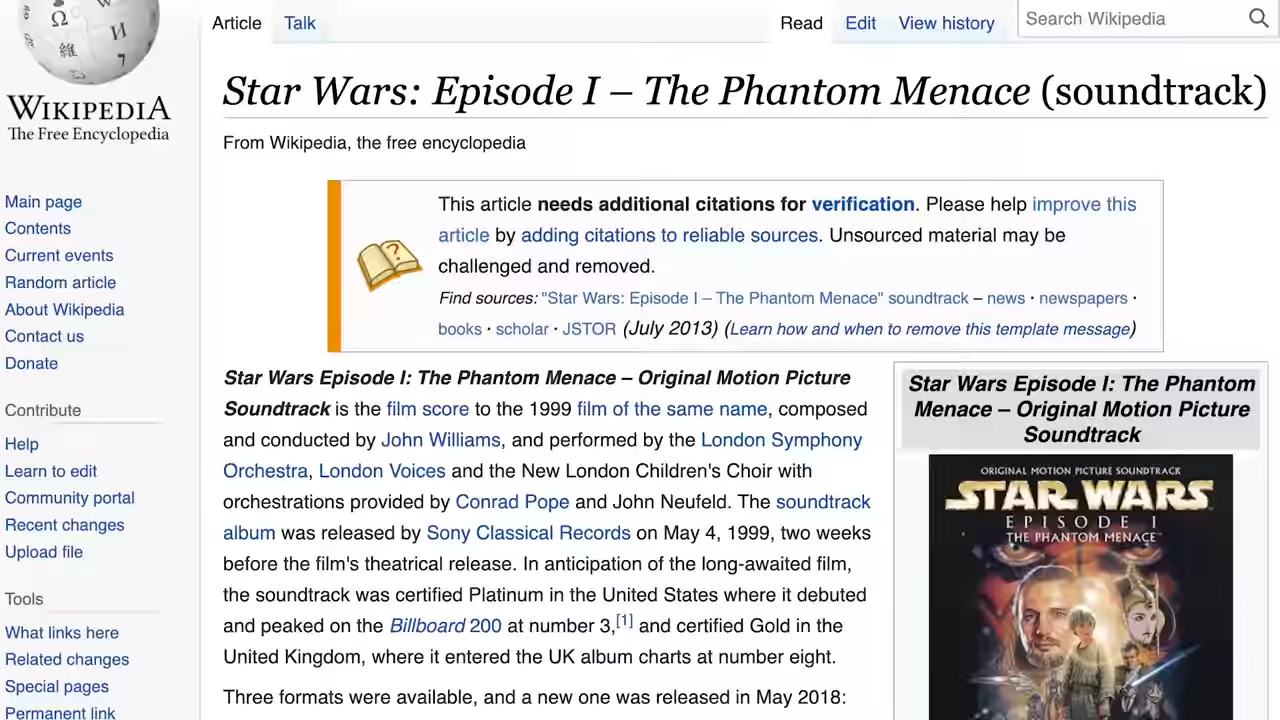 Article
Talk
Read
Edit
View history
Search Wikipedia
WIKIPEDIA
The Free Encyclopedia
Main page
Contents
Current events
Random article
About Wikipedia
Contact us
Donate
Contribute
Help
Learn to edit
Community portal
Recent changes
Upload file
Tools
What links here
Related changes
Special pages
Permanent link
Star Wars: Episode I – The Phantom Menace (soundtrack)
From Wikipedia, the free encyclopedia
This article needs additional citations for verification. Please help improve this
article by adding citations to reliable sources. Unsourced material may be
challenged and removed.
Find sources: "Star Wars: Episode I – The Phantom Menace" soundtrack – news · newspapers ·
books · scholar · JSTOR (July 2013) (Learn how and when to remove this template message)
Star Wars Episode I: The Phantom Menace – Original Motion Picture
Soundtrack is the film score to the 1999 film of the same name, composed
and conducted by John Williams, and performed by the London Symphony
Orchestra, London Voices and the New London Children's Choir with
orchestrations provided by Conrad Pope and John Neufeld. The soundtrack
album was released by Sony Classical Records on May 4, 1999, two weeks
before the film's theatrical release. In anticipation of the long-awaited film,
the soundtrack was certified Platinum in the United States where it debuted
and peaked on the Billboard 200 at number 3,[1] and certified Gold in the
United Kingdom, where it entered the UK album charts at number eight.
Three formats were available, and a new one was released in May 2018:
Star Wars Episode I: The Phantom
Menace – Original Motion Picture
Soundtrack
ORIGINAL MOTION PICTURE SOUNDTRACK
STAR WARS
EPISODE I
THE PHANTOM MENACE